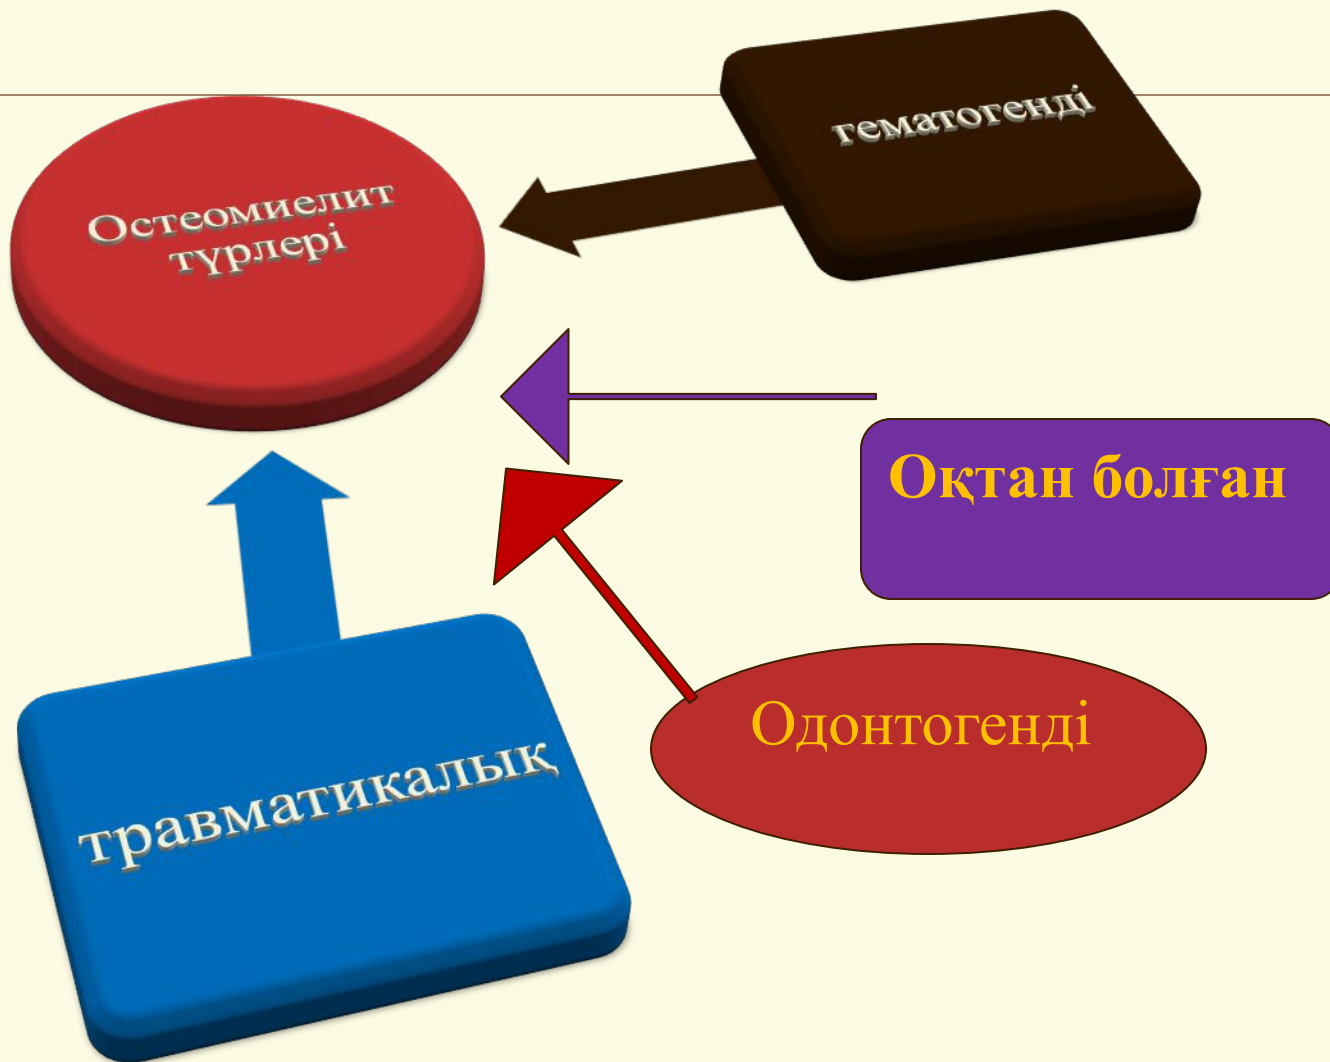 гематогенді
Остеомиелит
түрлері
Оқтан болған
Одонтогенді
травматикалық